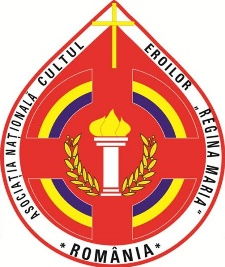 ASOCIAȚIA NAȚIONALĂ CULTUL EROILOR „REGINA MARIA”
* ROMÂNIA *